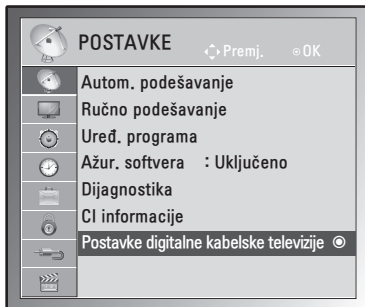 POSTAVKE
Premj. OK
Autom. podešavanje
Ručno podešavanje
Uređ. programa
Ažur. softvera : Uključeno
Dijagnostika
CI informacije
Postavke digitalne kabelske televizije